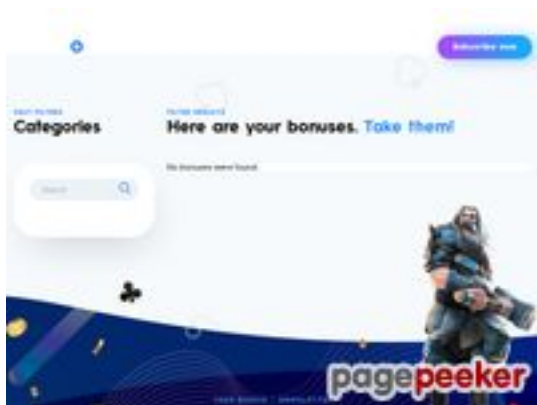 Subscribe now
Categories
Here are your bonuses. Take them!
No bonuses were found
Search
pagepeeker